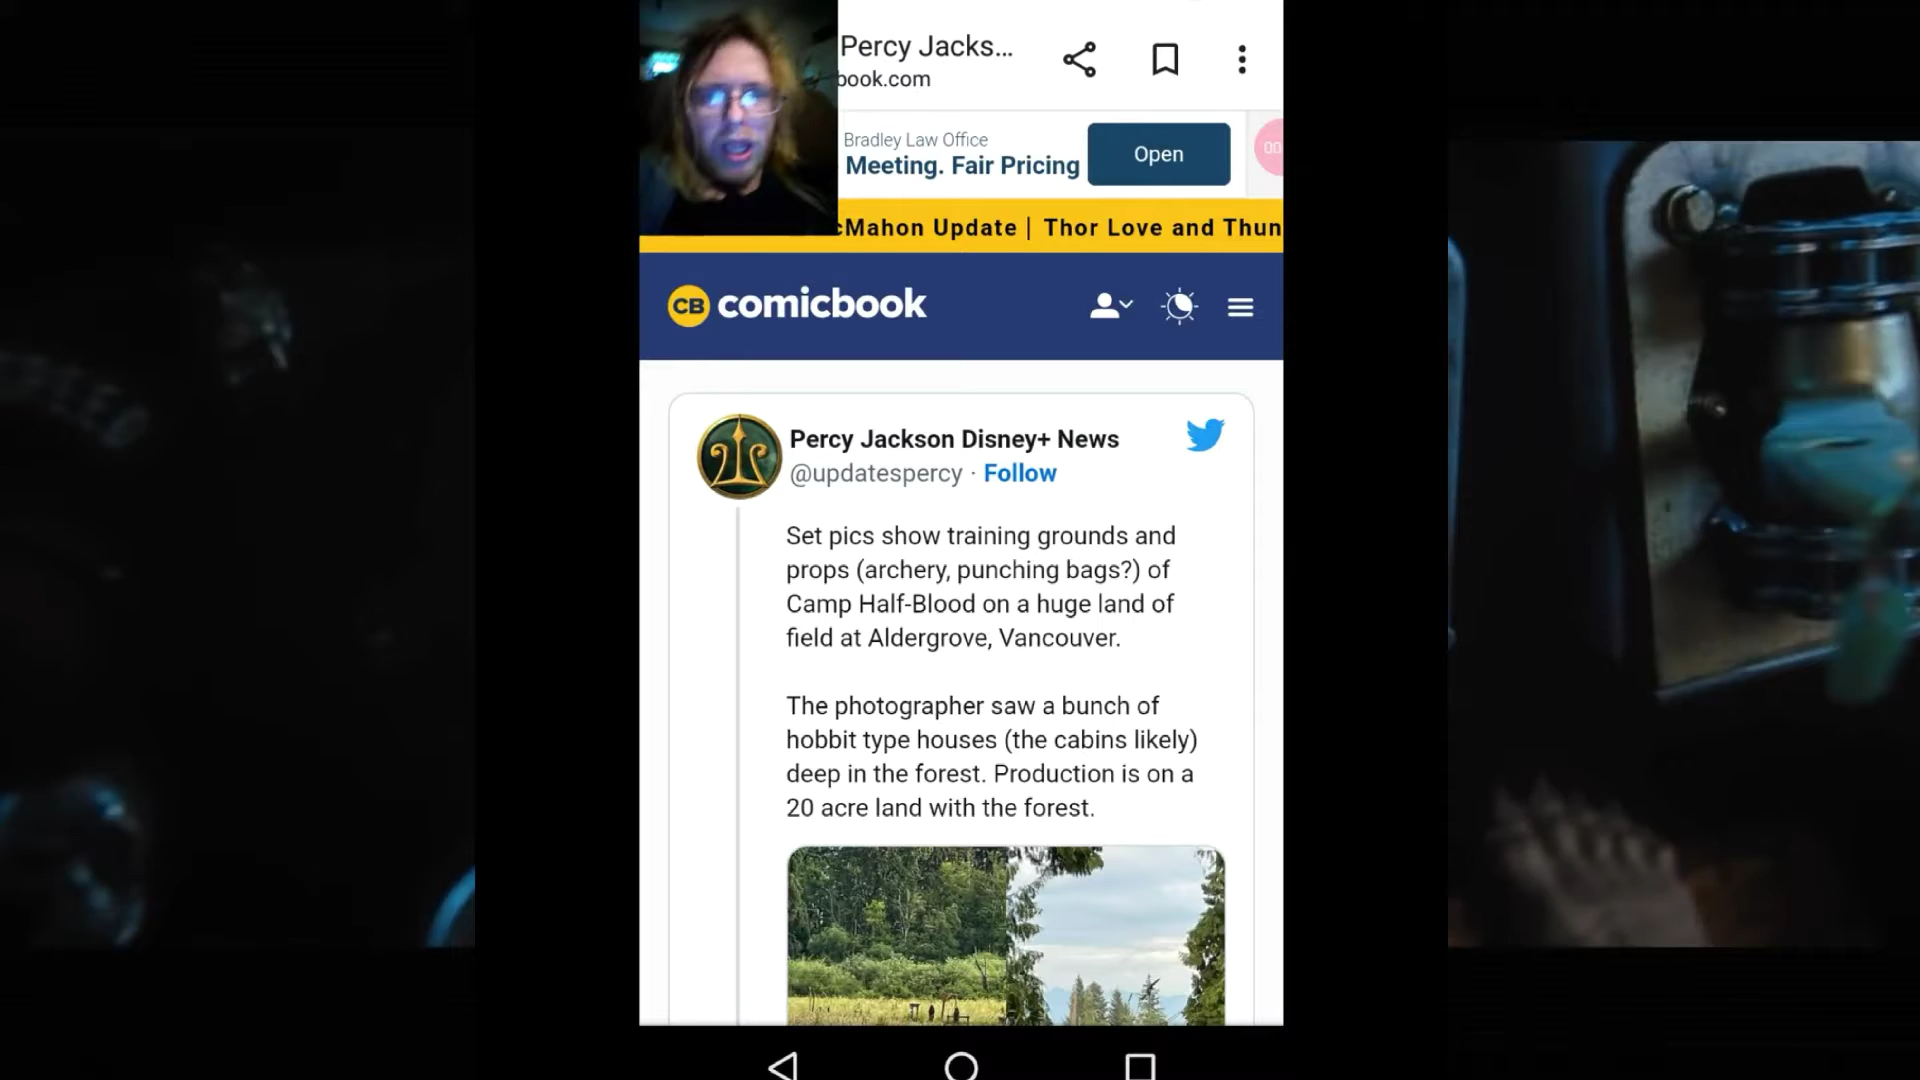 Percy Jacks...
book.com
Bradley Law Office
Meeting. Fair Pricing
Open
00
cMahon Update | Thor Love and Thun
CB comicbook
Percy Jackson Disney+ News
@updatespercy · Follow
Set pics show training grounds and
props (archery, punching bags?) of
Camp Half-Blood on a huge land of
field at Aldergrove, Vancouver.
The photographer saw a bunch of
hobbit type houses (the cabins likely)
deep in the forest. Production is on a
20 acre land with the forest.